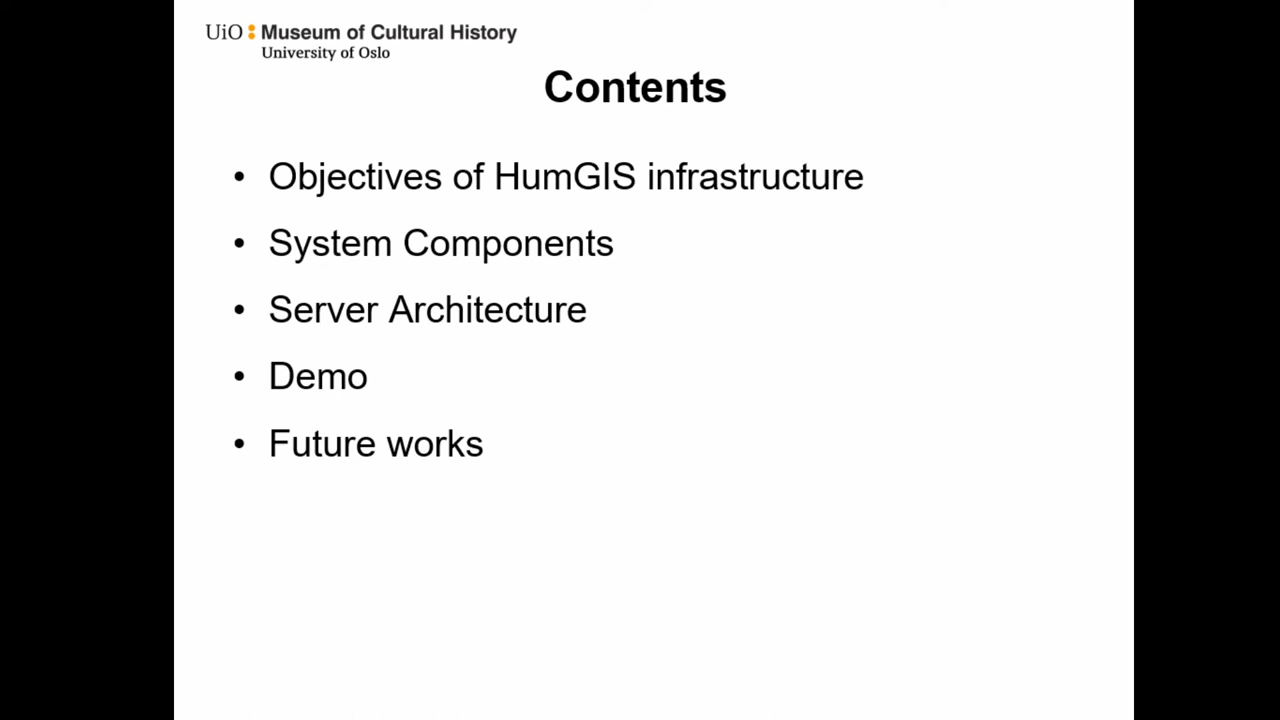 UiO Museum of Cultural History
University of Oslo
Contents
• Objectives of HumGIS infrastructure
• System Components
• Server Architecture
• Demo
• Future works